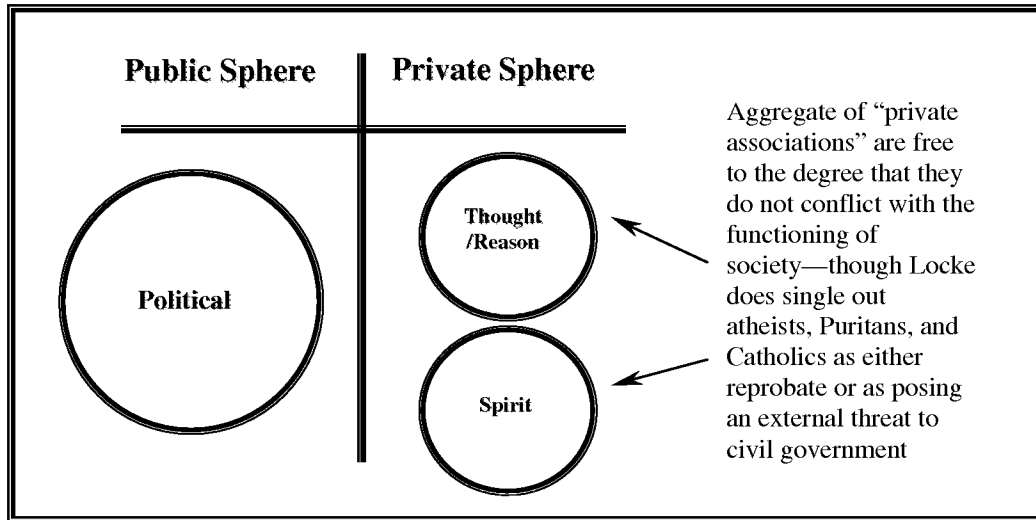 Public Sphere
Private Sphere
Political
Thought
/Reason
Spirit
Aggregate of “private
associations” are free
to the degree that they
do not conflict with the
functioning of
society—though Locke
does single out
atheists, Puritans, and
Catholics as either
reprobate or as posing
an external threat to
civil government